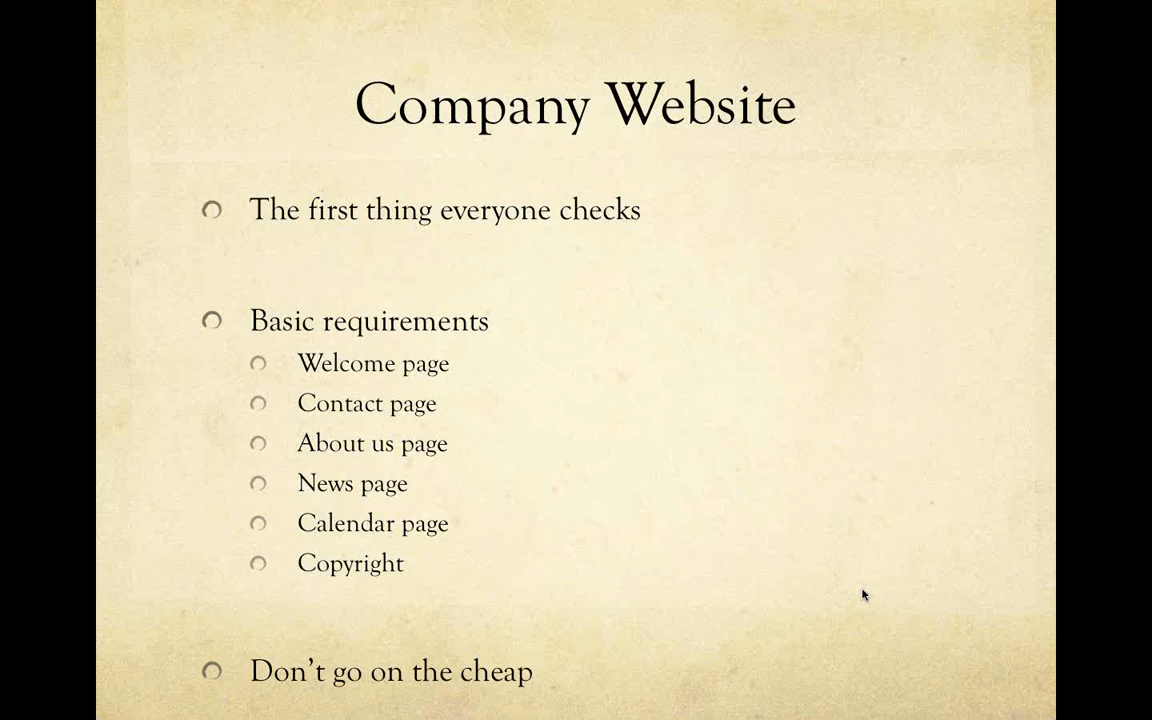 Company Website
The first thing everyone checks
Basic requirements
Welcome page
Contact page
About us page
News page
Calendar page
Copyright
Don't go on the cheap